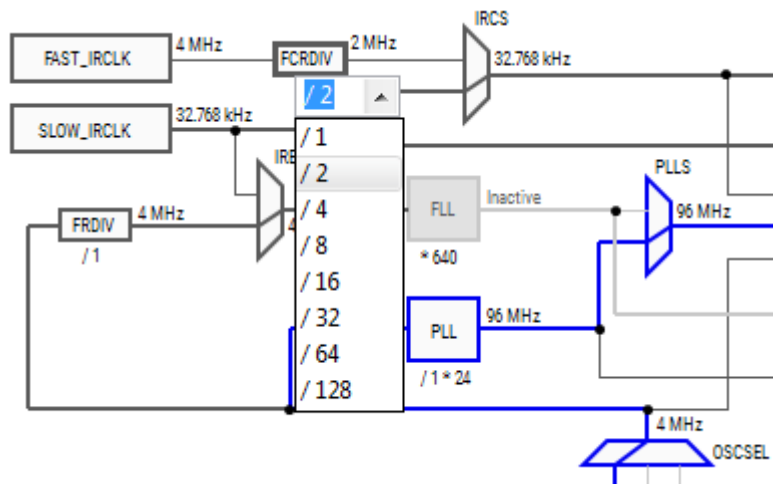 IRCS
FAST_IRCLK
4 MHz
FCRDIV
2 MHz
32.768 kHz
/ 2
SLOW_IRCLK
32.768 kHz
/ 1
/ 2
/ 4
/ 8
/ 16
/ 32
/ 64
/ 128
PLLS
FRDIV
4 MHz
/ 1
FLL
Inactive
* 640
96 MHz
PLL
96 MHz
/ 1 * 24
4 MHz
OSCSEL